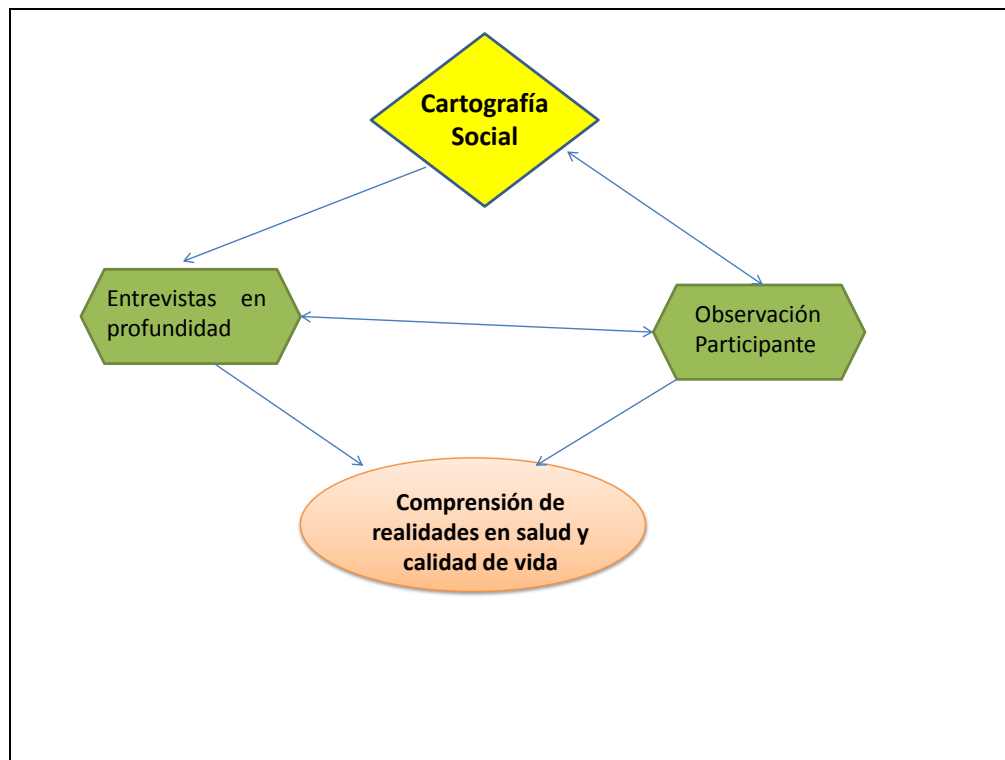 Cartografía
Social
Entrevistas en
profundidad
Observación
Participante
Comprensión de
realidades en salud y
calidad de vida